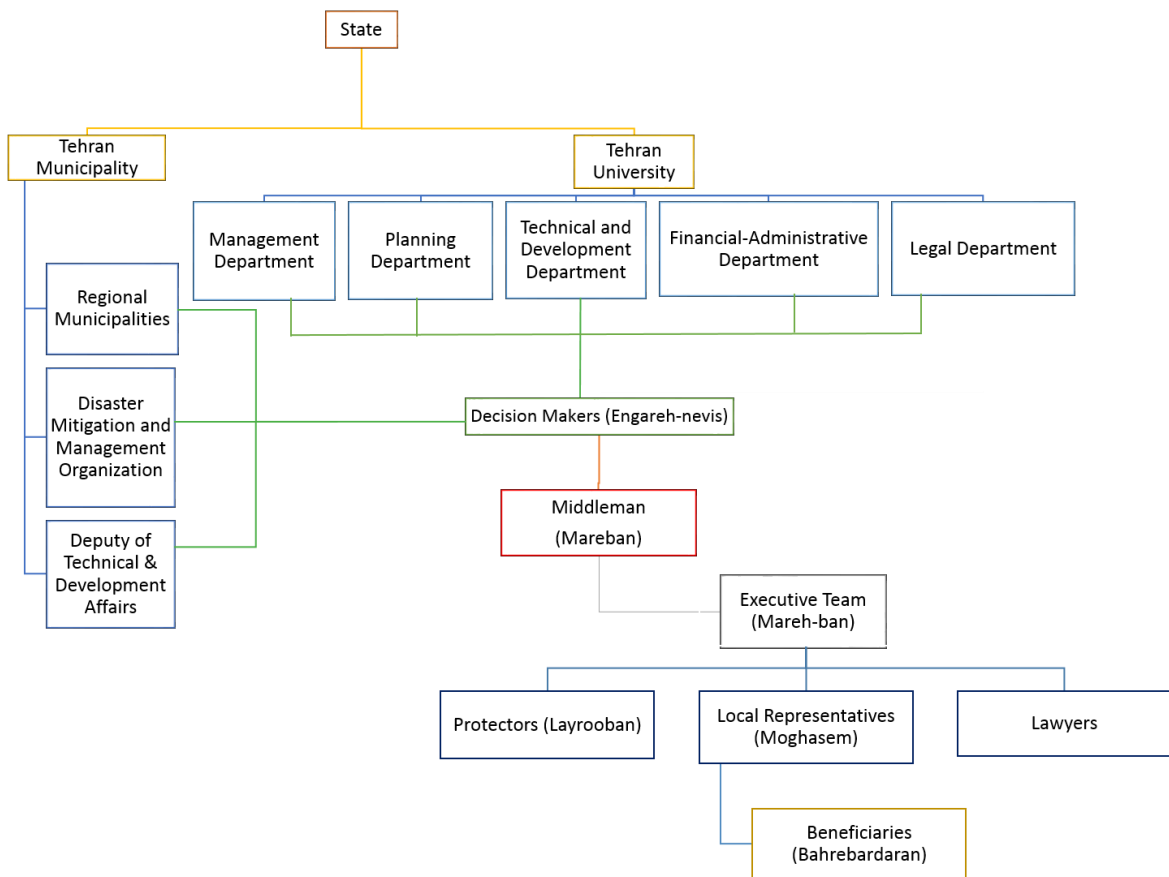 State
Tehran
Municipality
Tehran
University
Management
Department
Planning
Department
Technical and
Development
Department
Financial-Administrative
Department
Legal Department
Regional
Municipalities
Disaster
Mitigation and
Management
Organization
Deputy of
Technical &
Development
Affairs
Decision Makers (Engareh-nevis)
Middleman
(Mareban)
Executive Team
(Mareh-ban)
Protectors (Layrooban)
Local Representatives
(Moghasem)
Lawyers
Beneficiaries
(Bahrebardaran)